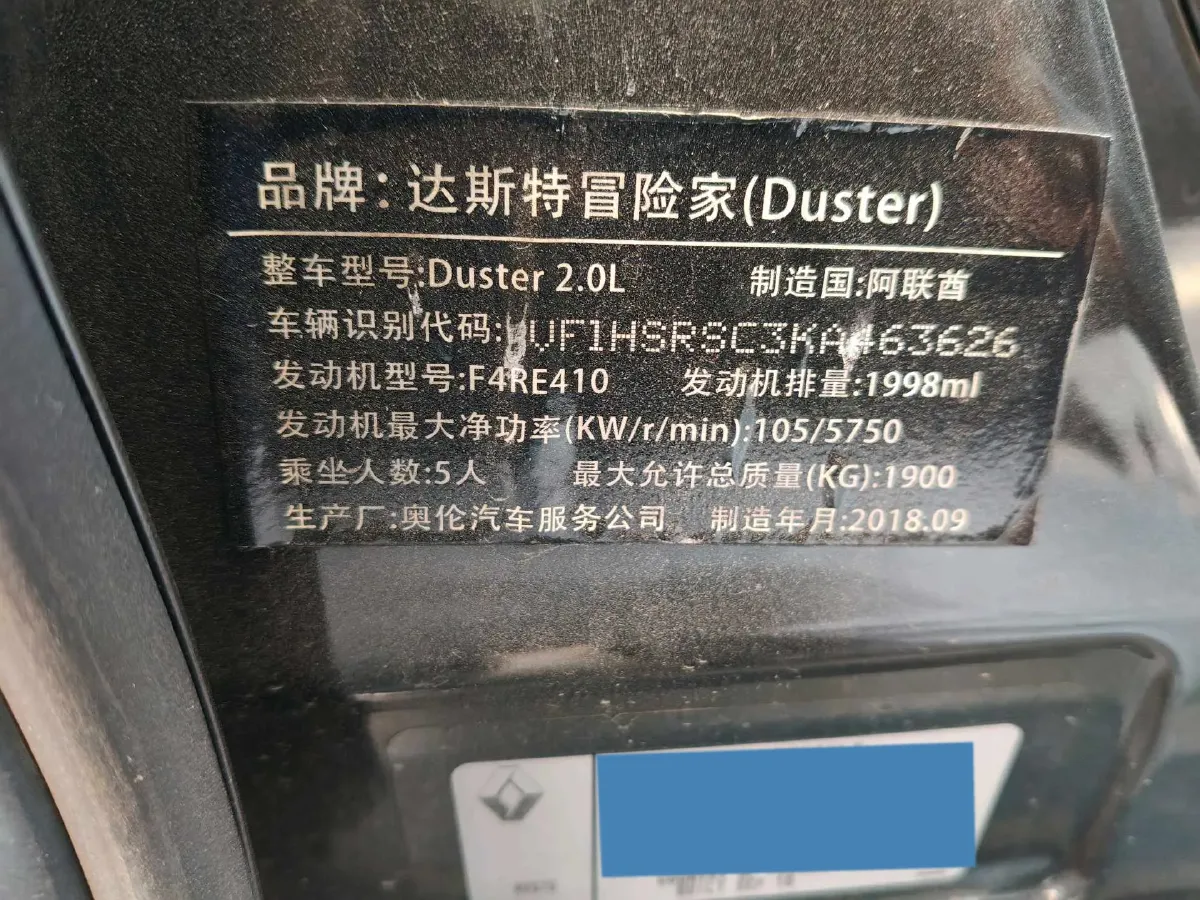 品牌：达斯特冒险家(Duster)
整车型号:Duster 2.0L 制造国:阿联酋
车辆识别代码:VF1HSRSC3KA463626
发动机型号:F4RE410 发动机排量:1998ml
发动机最大净功率(KW/r/min):105/5750
乘坐人数:5人 最大允许总质量(KG):1900
生产厂:奥伦汽车服务公司 制造年月:2018.09